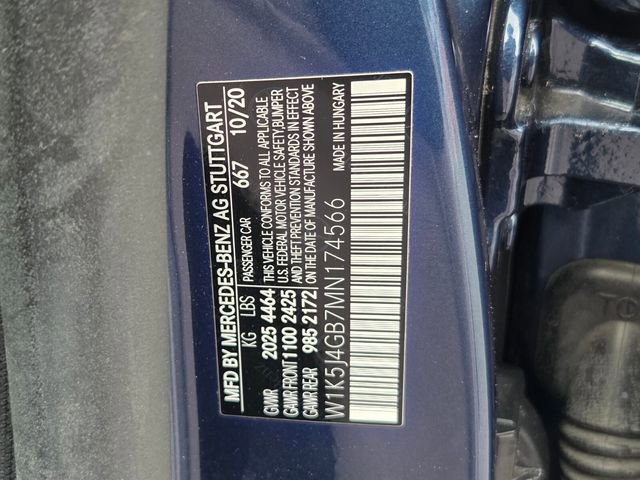 MFD BY MERCEDES-BENZ AG STUTTGART
PASSENGER CAR 667 10/20
KG LBS
GVWR 2025 4464
GAWR FRONT 1100 2425
GAWR REAR 985 2172
THIS VEHICLE CONFORMS TO ALL APPLICABLE
U.S. FEDERAL MOTOR VEHICLE SAFETY,BUMPER
AND THEFT PREVENTION STANDARDS IN EFFECT
ON THE DATE OF MANUFACTURE SHOWN ABOVE
MADE IN HUNGARY
W1K5J4GB7MN174566